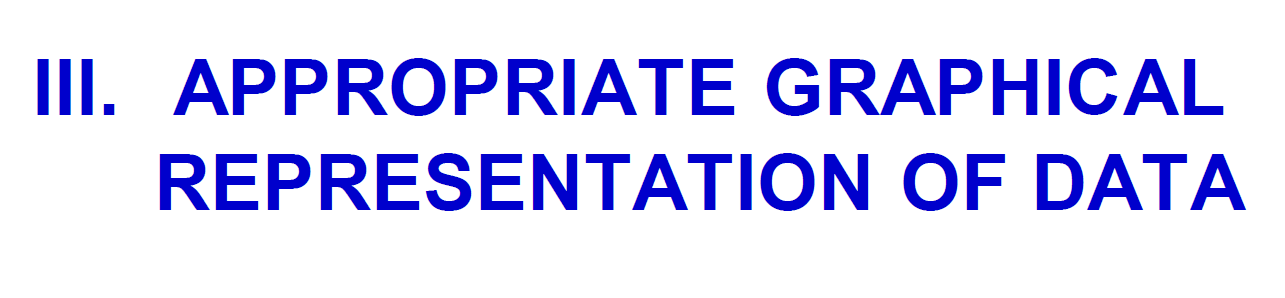 III. APPROPRIATE GRAPHICAL
REPRESENTATION OF DATA